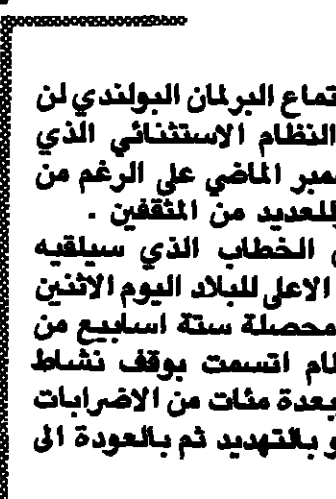 تماع البرلمان البولندي لن
النظام الاستثنائي الذي
مبر الماضي على الرغم من
للعديد من المثقفين .
الخطاب الذي سيلقيه
الاعلى للبلاد اليوم الاثنين
محصلة ستة اسابيع من
ام اتسمت بوقف نشاط
بعدة مئات من الاضرابات
و بالتهديد ثم بالعودة الى